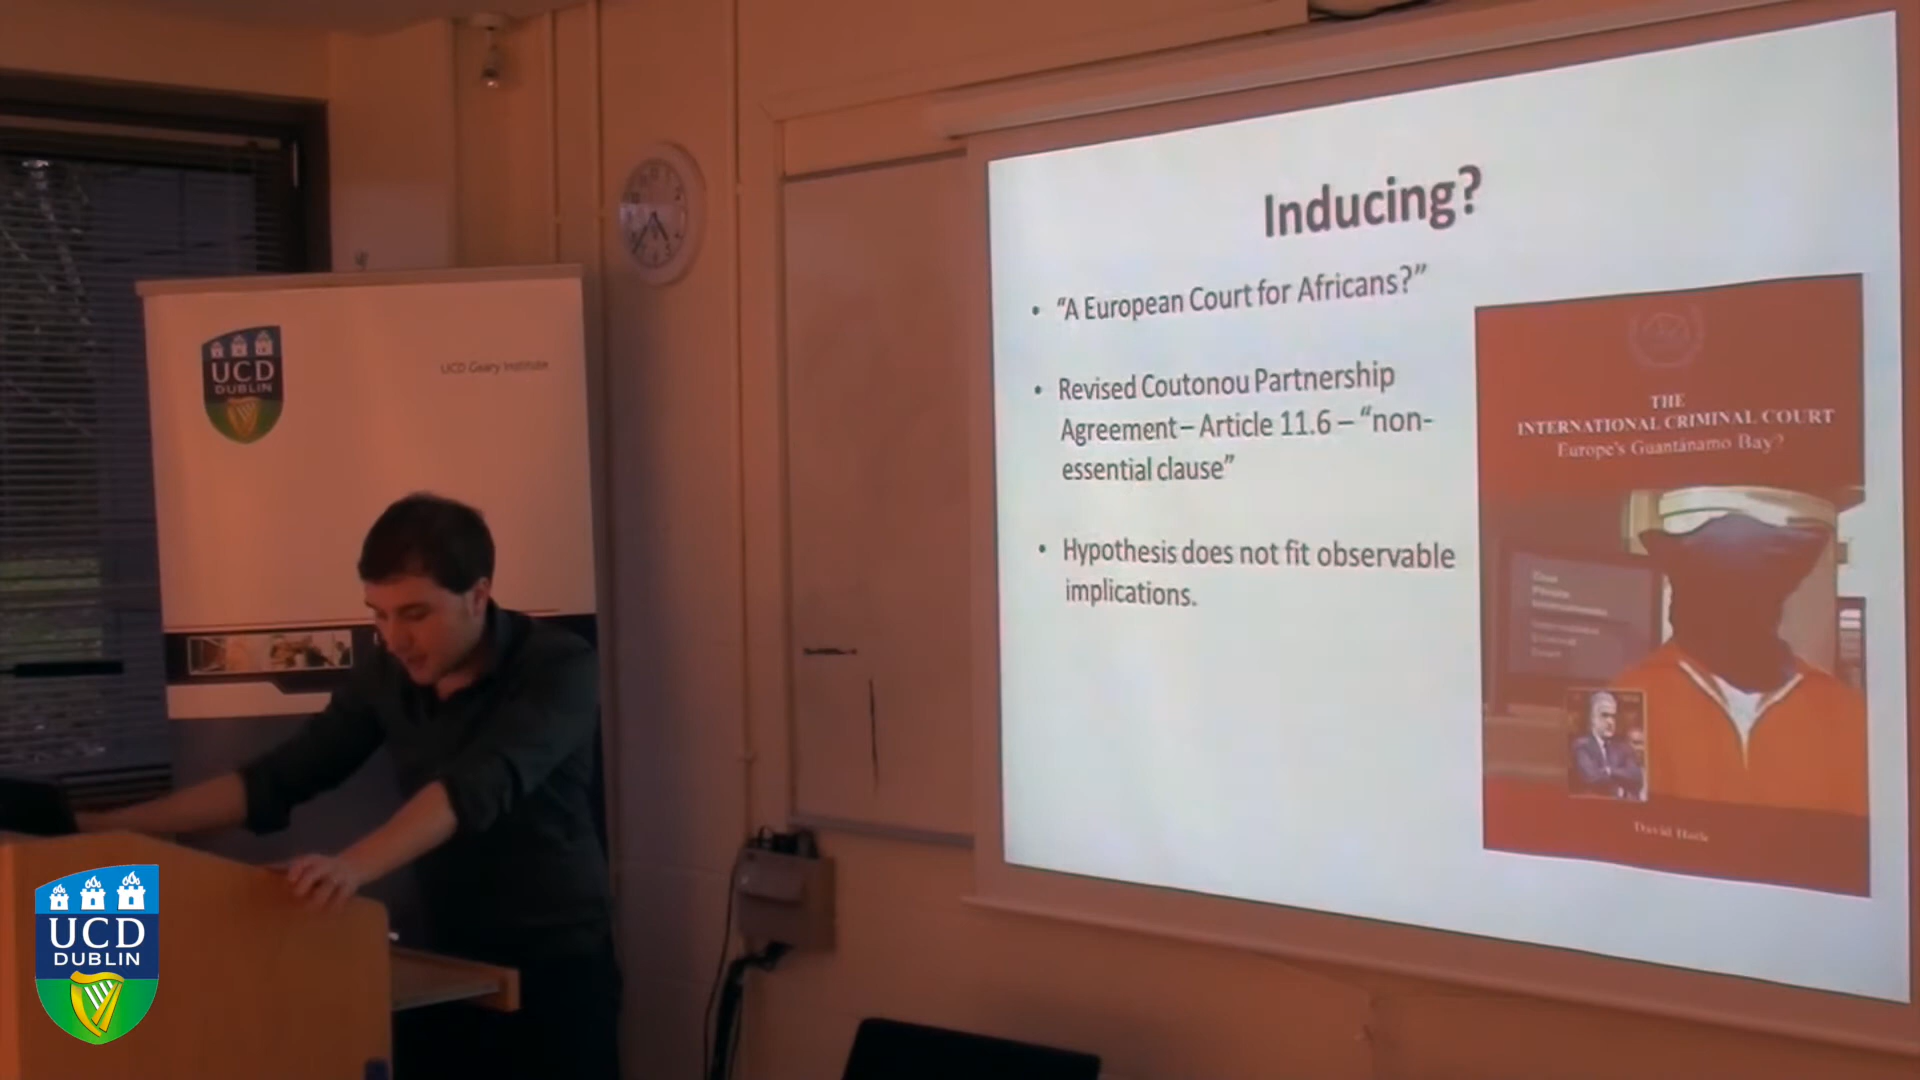 UCD
DUBLIN
UCD Geary Institute
Inducing?
• “A European Court for Africans?”
• Revised Coutonou Partnership
Agreement – Article 11.6 – “non-
essential clause”
• Hypothesis does not fit observable
implications.
THE
INTERNATIONAL CRIMINAL COURT
Europe's Guantánamo Bay?
David Hoile
UCD
DUBLIN